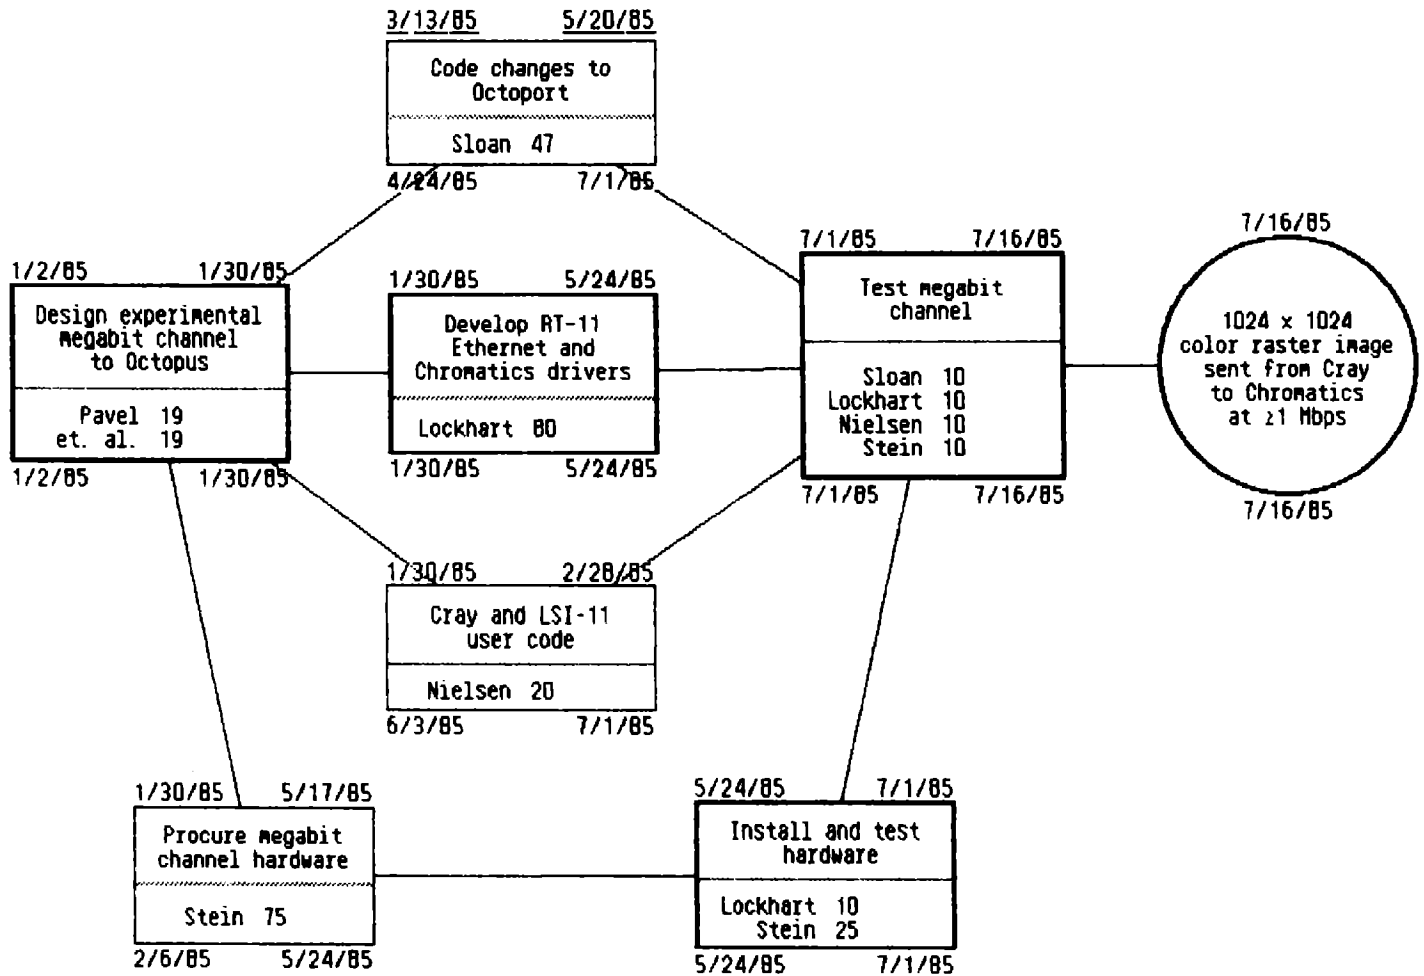 3/13/85 5/20/85
Code changes to
Octoport
Sloan 47
4/24/85 7/1/85
1/2/85 1/30/85
Design experimental
megabit channel
to Octopus
Pavel 19
et. al. 19
1/2/85 1/30/85
1/30/85 5/24/85
Develop RT-11
Ethernet and
Chromatics drivers
Lockhart 80
1/30/85 5/24/85
7/1/85 7/16/85
Test megabit
channel
Sloan 10
Lockhart 10
Nielsen 10
Stein 10
7/1/85 7/16/85
7/16/85
1024 x 1024
color raster image
sent from Cray
to Chromatics
at ≥1 Mbps
7/16/85
1/30/85 2/28/85
Cray and LSI-11
user code
Nielsen 20
6/3/85 7/1/85
1/30/85 5/17/85
Procure megabit
channel hardware
Stein 75
2/6/85 5/24/85
5/24/85 7/1/85
Install and test
hardware
Lockhart 10
Stein 25
5/24/85 7/1/85